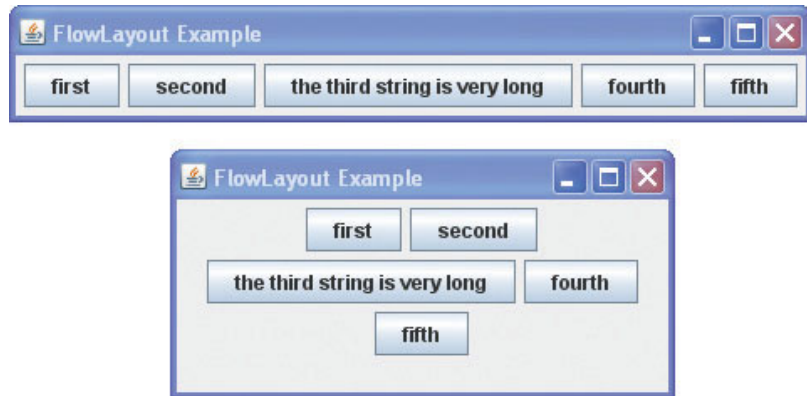 FlowLayout Example
first second the third string is very long fourth fifth
FlowLayout Example
first second
the third string is very long fourth
fifth